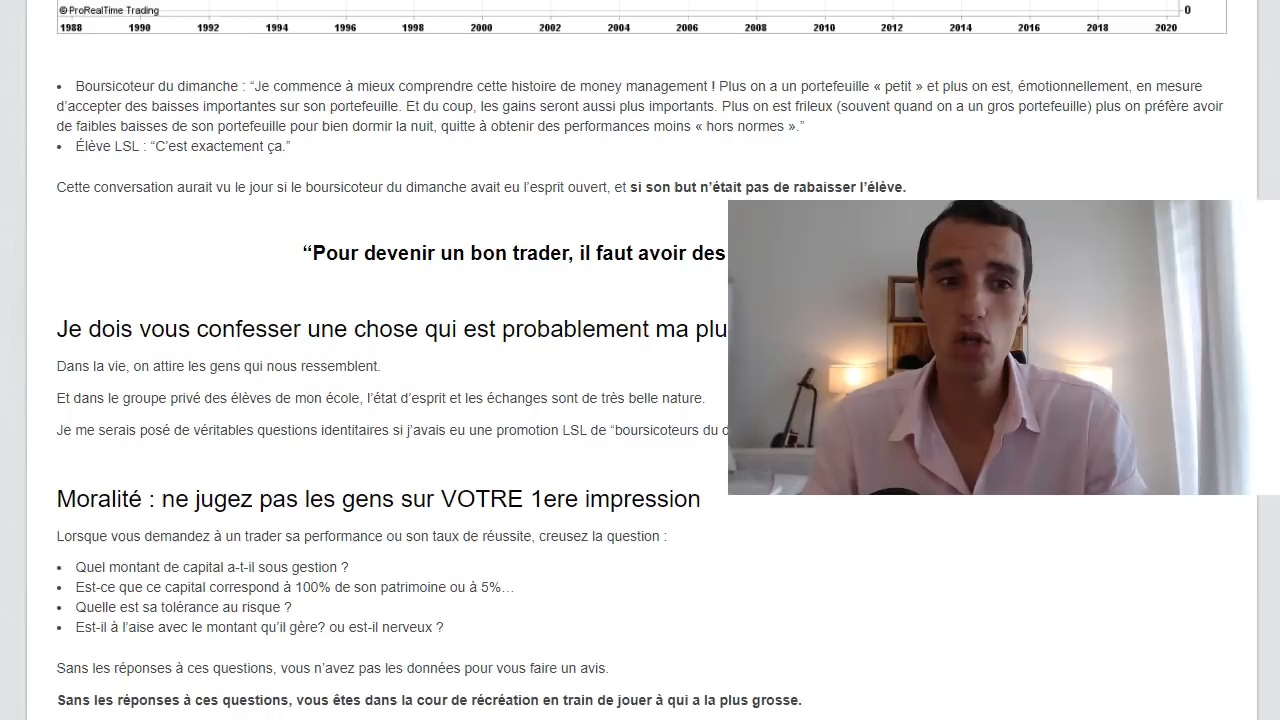 © ProRealTime Trading
0
1988 1990 1992 1994 1996 1998 2000 2002 2004 2006 2008 2010 2012 2014 2016 2018 2020
• Boursicoteur du dimanche : “Je commence à mieux comprendre cette histoire de money management ! Plus on a un portefeuille « petit » et plus on est, émotionnellement, en mesure
d’accepter des baisses importantes sur son portefeuille. Et du coup, les gains seront aussi plus importants. Plus on est frileux (souvent quand on a un gros portefeuille) plus on préfère avoir
de faibles baisses de son portefeuille pour bien dormir la nuit, quitte à obtenir des performances moins « hors normes ».”
• Élève LSL : “C’est exactement ça.”
Cette conversation aurait vu le jour si le boursicoteur du dimanche avait eu l’esprit ouvert, et si son but n’était pas de rabaisser l’élève.
“Pour devenir un bon trader, il faut avoir des
Je dois vous confesser une chose qui est probablement ma plu
Dans la vie, on attire les gens qui nous ressemblent.
Et dans le groupe privé des élèves de mon école, l’état d’esprit et les échanges sont de très belle nature.
Je me serais posé de véritables questions identitaires si j’avais eu une promotion LSL de “boursicoteurs du
Moralité : ne jugez pas les gens sur VOTRE 1ere impression
Lorsque vous demandez à un trader sa performance ou son taux de réussite, creusez la question :
• Quel montant de capital a-t-il sous gestion ?
• Est-ce que ce capital correspond à 100% de son patrimoine ou à 5%…
• Quelle est sa tolérance au risque ?
• Est-il à l’aise avec le montant qu’il gère? ou est-il nerveux ?
Sans les réponses à ces questions, vous n’avez pas les données pour vous faire un avis.
Sans les réponses à ces questions, vous êtes dans la cour de récréation en train de jouer à qui a la plus grosse.